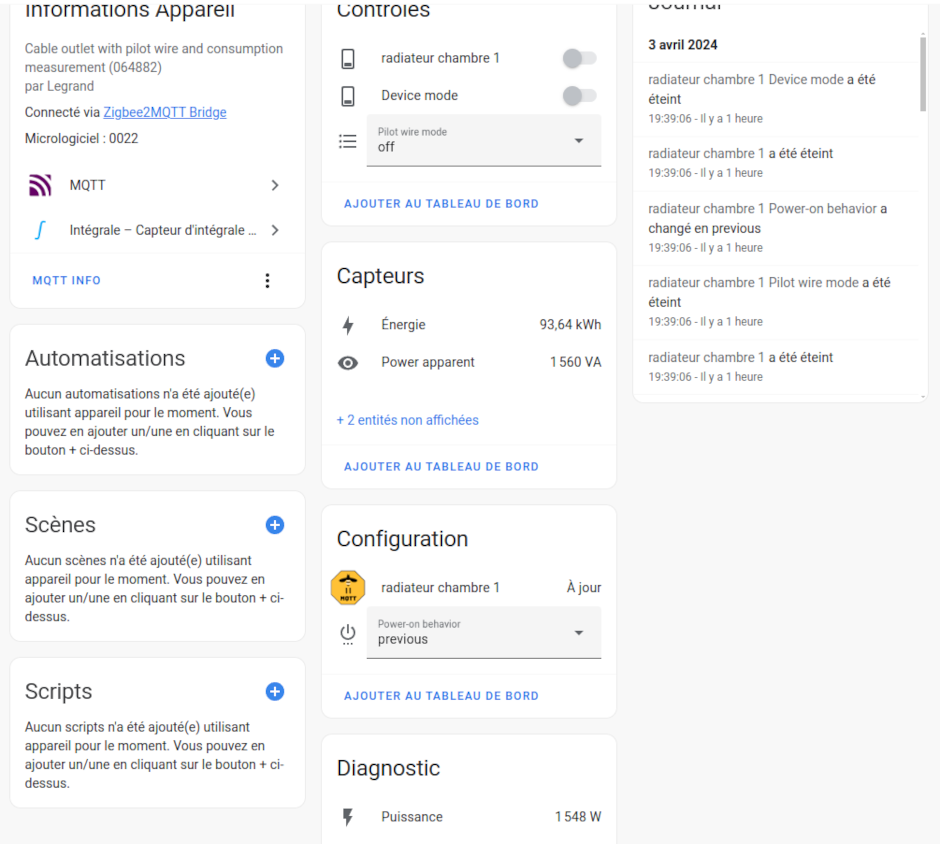 Informations Appareil
Cable outlet with pilot wire and consumption
measurement (064882)
par Legrand
Connecté via Zigbee2MQTT Bridge
Micrologiciel : 0022
MQTT
Intégrale – Capteur d'intégrale ...
MQTT INFO
Automatisations
Aucun automatisations n'a été ajouté(e)
utilisant appareil pour le moment. Vous
pouvez en ajouter un/une en cliquant sur le
bouton + ci-dessus.
Scènes
Aucun scènes n'a été ajouté(e) utilisant
appareil pour le moment. Vous pouvez en
ajouter un/une en cliquant sur le bouton + ci-
dessus.
Scripts
Aucun scripts n'a été ajouté(e) utilisant
appareil pour le moment. Vous pouvez en
ajouter un/une en cliquant sur le bouton + ci-
dessus.
Contrôles
radiateur chambre 1
Device mode
Pilot wire mode
off
AJOUTER AU TABLEAU DE BORD
Capteurs
Énergie 93,64 kWh
Power apparent 1 560 VA
+ 2 entités non affichées
AJOUTER AU TABLEAU DE BORD
Configuration
MQTT
radiateur chambre 1 À jour
Power-on behavior
previous
AJOUTER AU TABLEAU DE BORD
Diagnostic
Puissance 1 548 W
Journal
3 avril 2024
radiateur chambre 1 Device mode a été
éteint
19:39:06 - Il y a 1 heure
radiateur chambre 1 a été éteint
19:39:06 - Il y a 1 heure
radiateur chambre 1 Power-on behavior a
changé en previous
19:39:06 - Il y a 1 heure
radiateur chambre 1 Pilot wire mode a été
éteint
19:39:06 - Il y a 1 heure
radiateur chambre 1 a été éteint
19:39:06 - Il y a 1 heure